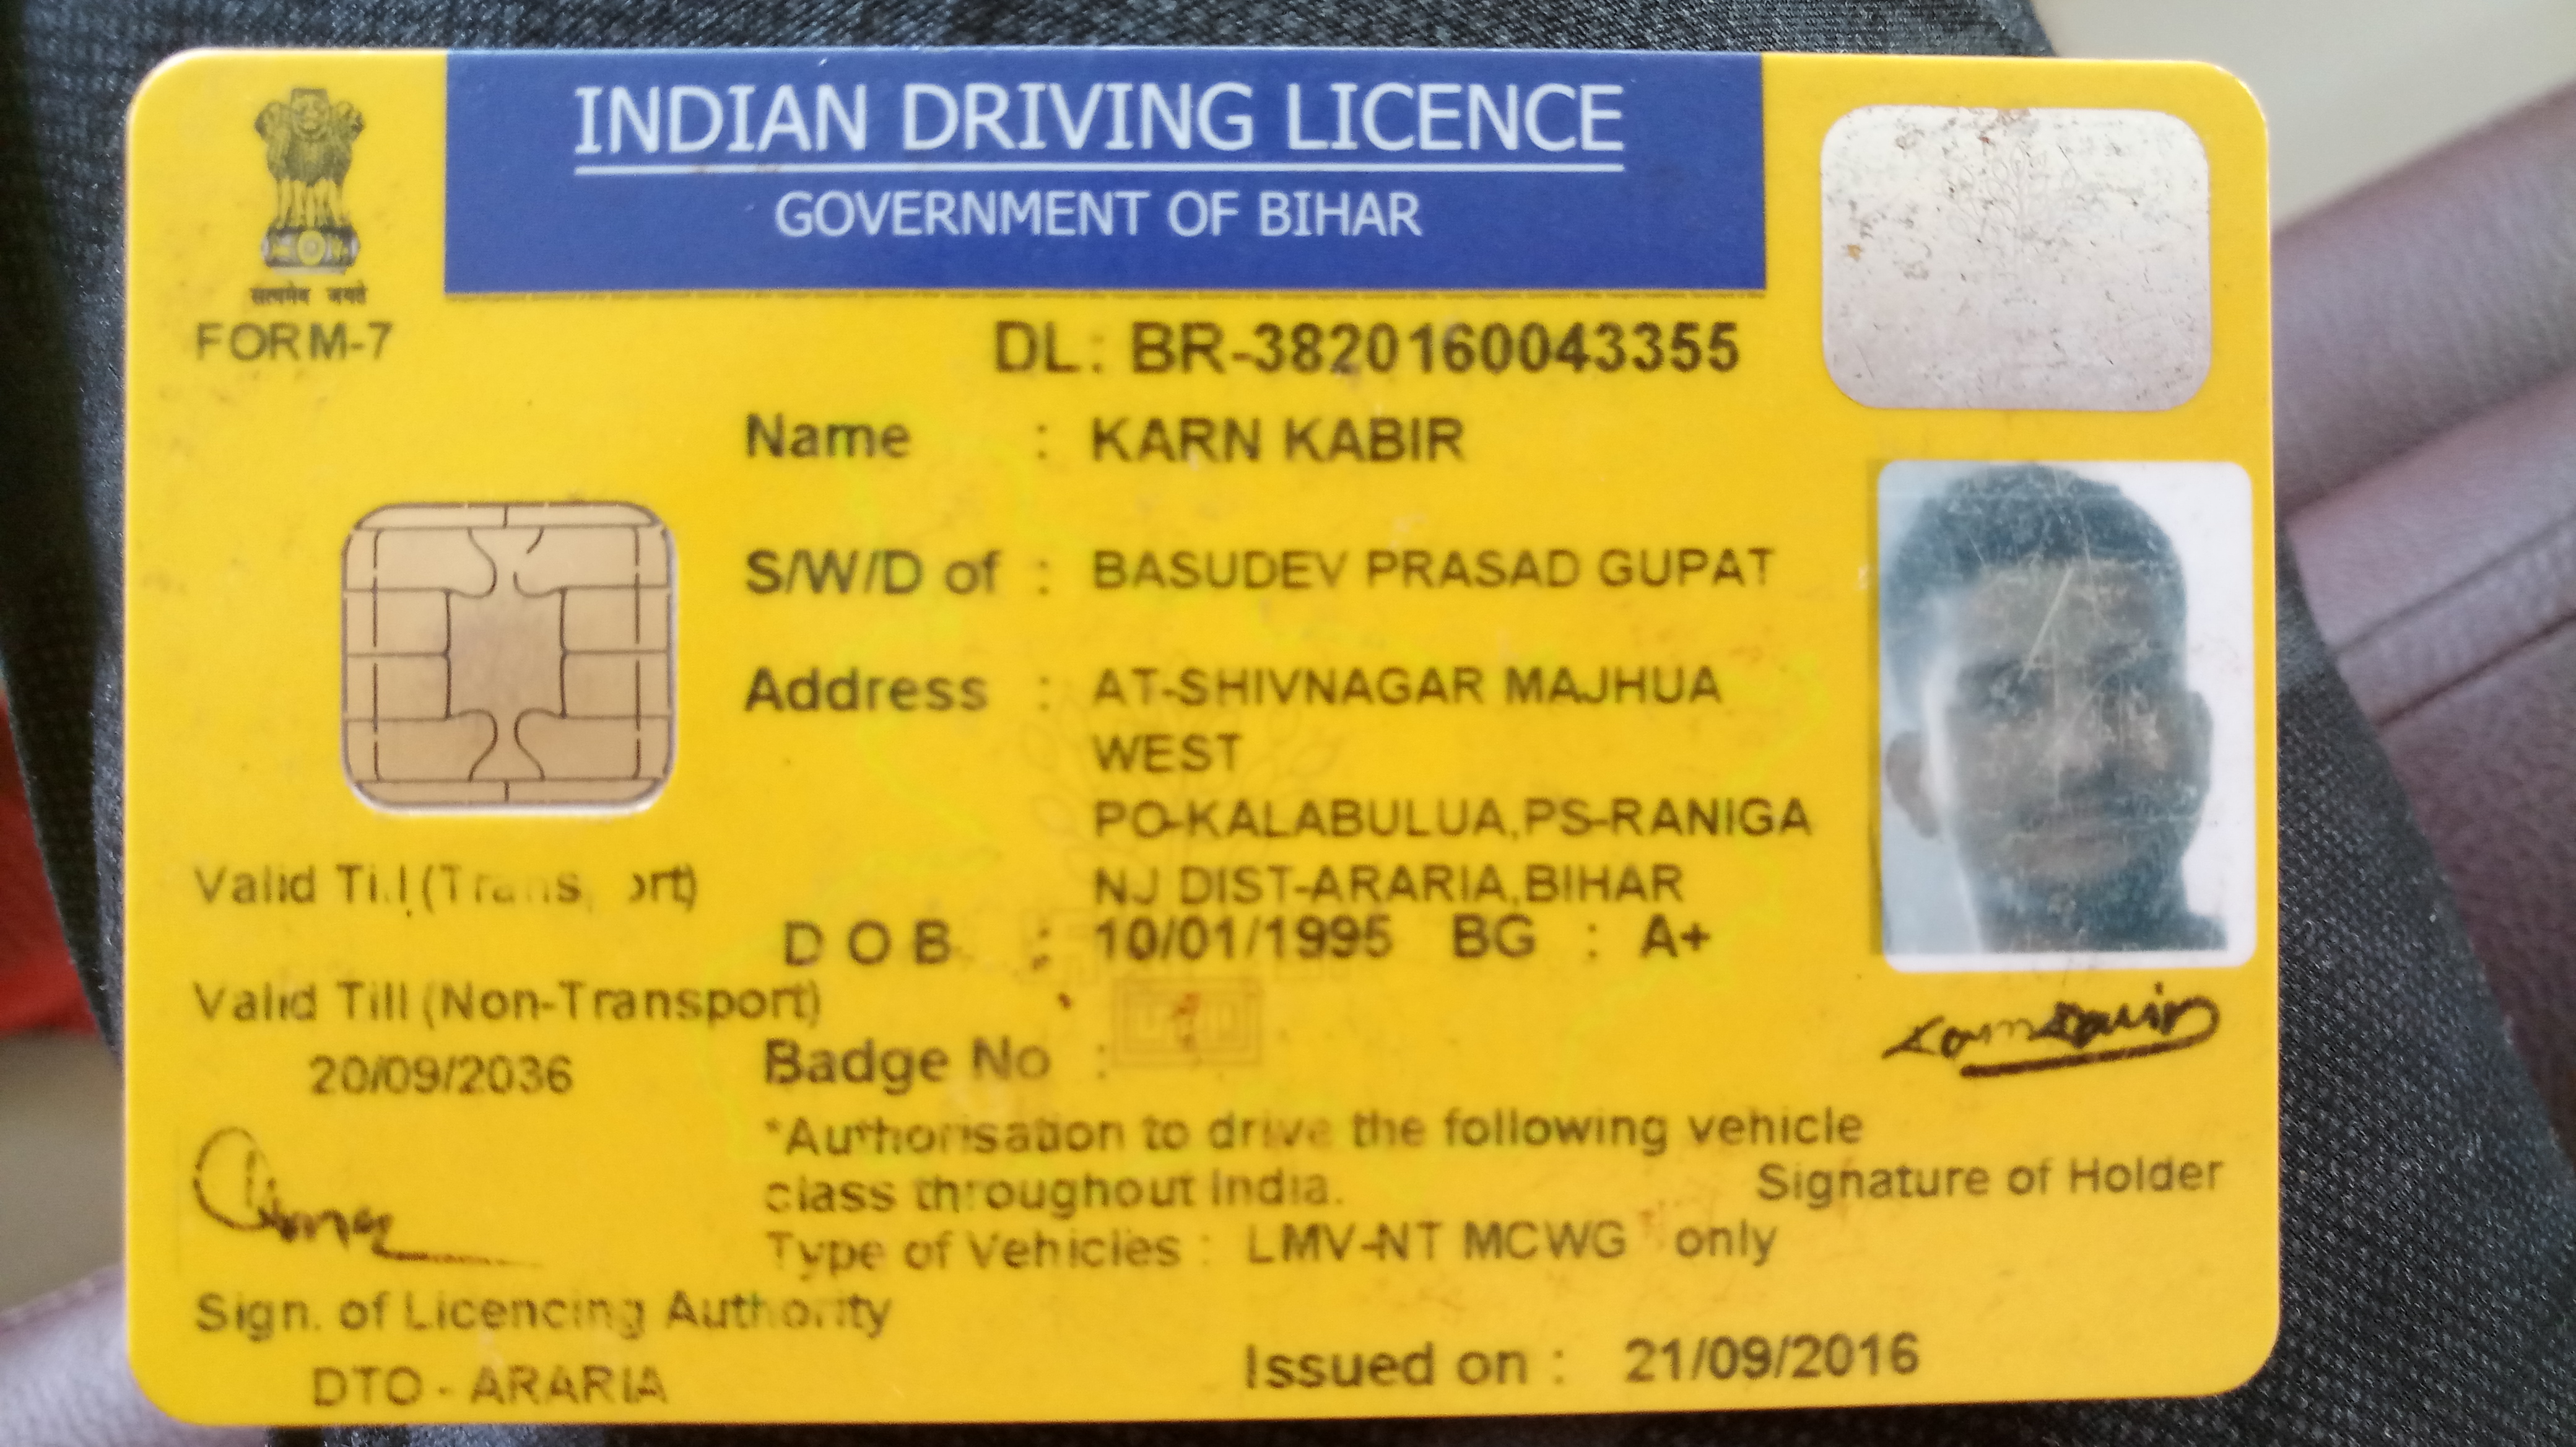 INDIAN DRIVING LICENCE
GOVERNMENT OF BIHAR
सत्यमेव जयते
FORM-7
DL: BR-3820160043355
Name : KARN KABIR
S/W/D of : BASUDEV PRASAD GUPAT
Address : AT-SHIVNAGAR MAJHUA
WEST
PO-KALABULUA,PS-RANIGA
NJ DIST-ARARIA,BIHAR
Valid Till (Transport)
D O B : 10/01/1995 BG : A+
Valid Till (Non-Transport)
20/09/2036
Badge No :
*Authorisation to drive the following vehicle
class throughout India.
Signature of Holder
Type of Vehicles : LMV-NT MCWG only
Sign. of Licencing Authority
DTO - ARARIA
Issued on : 21/09/2016